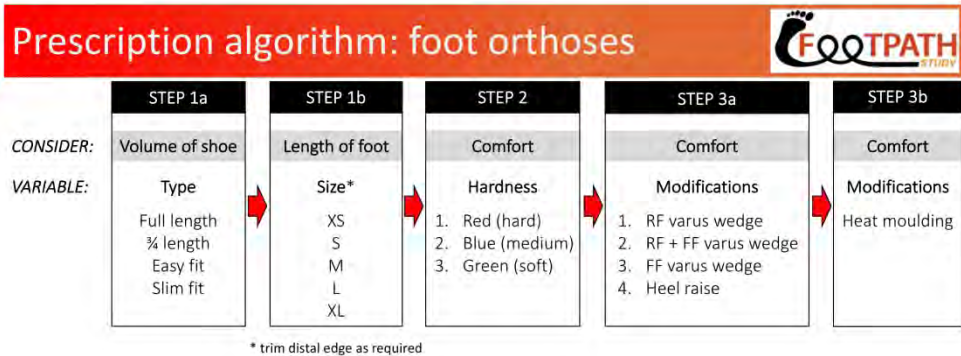 Prescription algorithm: foot orthoses
FOOTPATH
STUDY
STEP 1a
STEP 1b
STEP 2
STEP 3a
STEP 3b
CONSIDER:
Volume of shoe
Length of foot
Comfort
Comfort
Comfort
VARIABLE:
Type
Full length
¾ length
Easy fit
Slim fit
Size*
XS
S
M
L
XL
Hardness
1. Red (hard)
2. Blue (medium)
3. Green (soft)
Modifications
1. RF varus wedge
2. RF + FF varus wedge
3. FF varus wedge
4. Heel raise
Modifications
Heat moulding
* trim distal edge as required